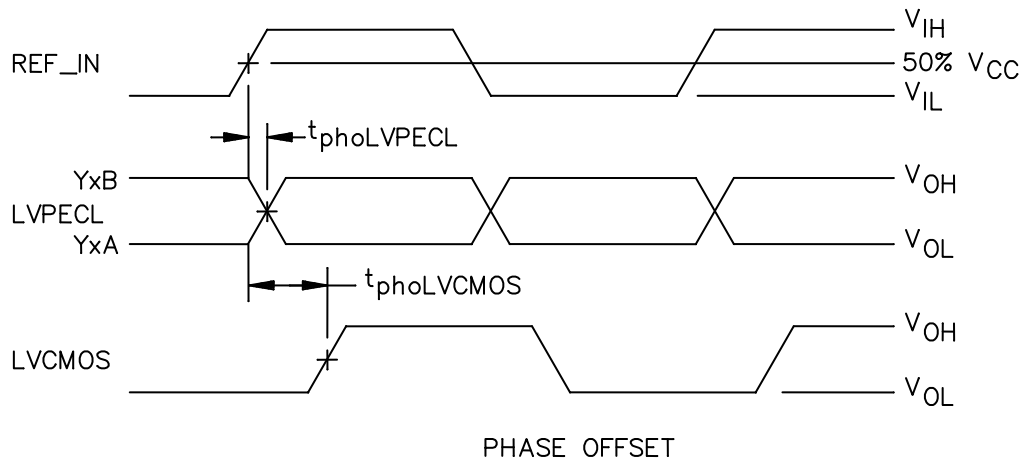 V_IH
REF_IN
50% V_CC
V_IL
t_phoLVPECL
YxB
V_OH
LVPECL
YxA
V_OL
t_phoLVCMOS
V_OH
LVCMOS
V_OL
PHASE OFFSET